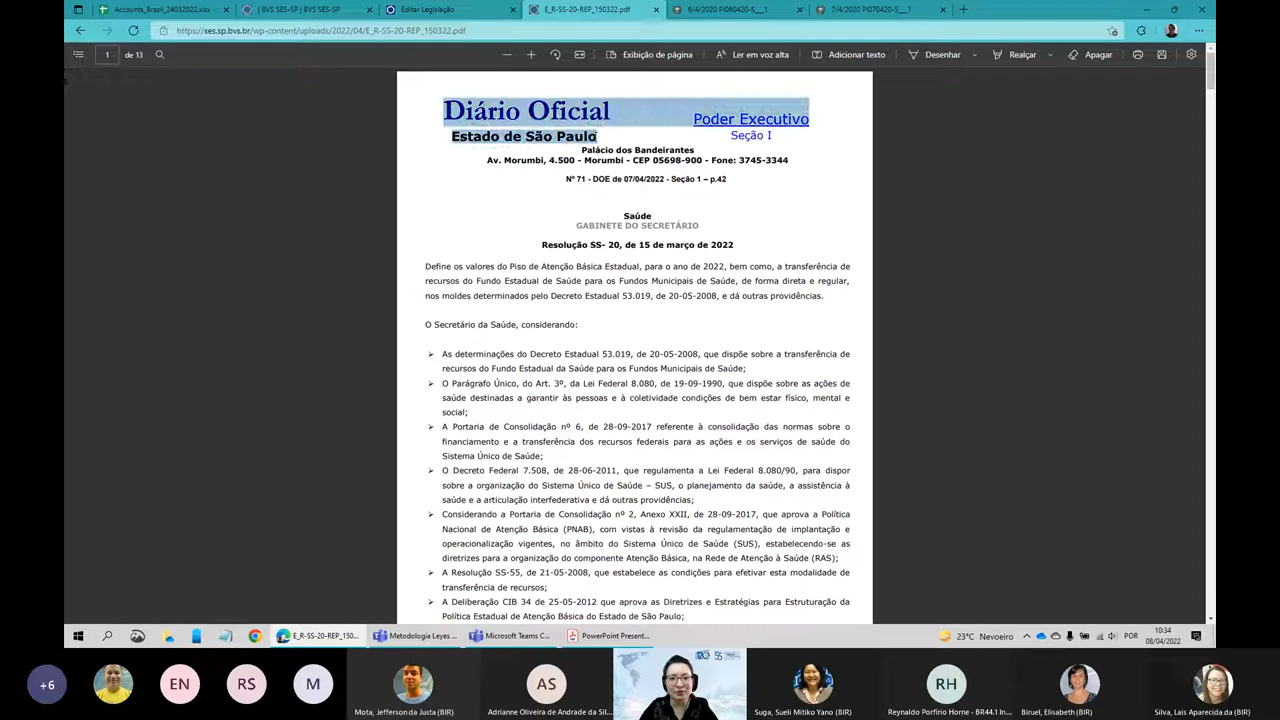 Accounts_Brasil_24032022.xlsx -
| BVS SES-SP | BVS SES-SP
Editar Legislação
E_R-SS-20-REP_150322.pdf
6/4/2020 PI060420-S___1
7/4/2020 PI070420-S___1
https://ses.sp.bvs.br/wp-content/uploads/2022/04/E_R-SS-20-REP_150322.pdf
1 de 13
Exibição de página
Ler em voz alta
Adicionar texto
Desenhar
Realçar
Apagar
Diário Oficial
Poder Executivo
Estado de São Paulo
Seção I
Palácio dos Bandeirantes
Av. Morumbi, 4.500 - Morumbi - CEP 05698-900 - Fone: 3745-3344
Nº 71 - DOE de 07/04/2022 - Seção 1 – p.42
Saúde
GABINETE DO SECRETÁRIO
Resolução SS- 20, de 15 de março de 2022
Define os valores do Piso de Atenção Básica Estadual, para o ano de 2022, bem como, a transferência de
recursos do Fundo Estadual de Saúde para os Fundos Municipais de Saúde, de forma direta e regular,
nos moldes determinados pelo Decreto Estadual 53.019, de 20-05-2008, e dá outras providências.
O Secretário da Saúde, considerando:
As determinações do Decreto Estadual 53.019, de 20-05-2008, que dispõe sobre a transferência de
recursos do Fundo Estadual da Saúde para os Fundos Municipais de Saúde;
O Parágrafo Único, do Art. 3º, da Lei Federal 8.080, de 19-09-1990, que dispõe sobre as ações de
saúde destinadas a garantir às pessoas e à coletividade condições de bem estar físico, mental e
social;
A Portaria de Consolidação nº 6, de 28-09-2017 referente à consolidação das normas sobre o
financiamento e a transferência dos recursos federais para as ações e os serviços de saúde do
Sistema Único de Saúde;
O Decreto Federal 7.508, de 28-06-2011, que regulamenta a Lei Federal 8.080/90, para dispor
sobre a organização do Sistema Único de Saúde – SUS, o planejamento da saúde, a assistência à
saúde e a articulação interfederativa e dá outras providências;
Considerando a Portaria de Consolidação nº 2, Anexo XXII, de 28-09-2017, que aprova a Política
Nacional de Atenção Básica (PNAB), com vistas à revisão da regulamentação de implantação e
operacionalização vigentes, no âmbito do Sistema Único de Saúde (SUS), estabelecendo-se as
diretrizes para a organização do componente Atenção Básica, na Rede de Atenção à Saúde (RAS);
A Resolução SS-55, de 21-05-2008, que estabelece as condições para efetivar esta modalidade de
transferência de recursos;
A Deliberação CIB 34 de 25-05-2012 que aprova as Diretrizes e Estratégias para Estruturação da
Política Estadual de Atenção Básica do Estado de São Paulo;
E_R-SS-20-REP_150...
Metodologia Leyes ...
Microsoft Teams C...
PowerPoint Present...
23°C Nevoeiro
POR
10:34
08/04/2022
+6
EN
RS
M
AS
RH
Mota, Jefferson da Justa (BIR)
Adrianne Oliveira de Andrade da Sil...
Suga, Sueli Mitiko Yano (BIR)
Reynaldo Porfírio Horne - BR44.1 In...
Biruel, Elisabeth (BIR)
Silva, Lais Aparecida da (BIR)